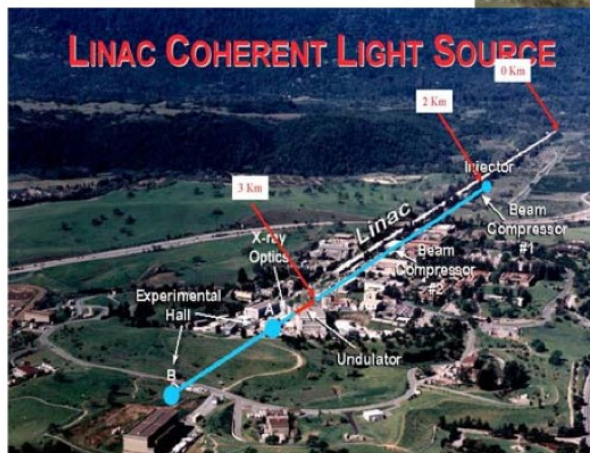 LINAC COHERENT LIGHT SOURCE
0 Km
2 Km
Injector
3 Km
Linac
Beam
Compressor
#1
X-ray
Optics
Beam
Compressor
#2
Experimental
Hall
A
Undulator
B